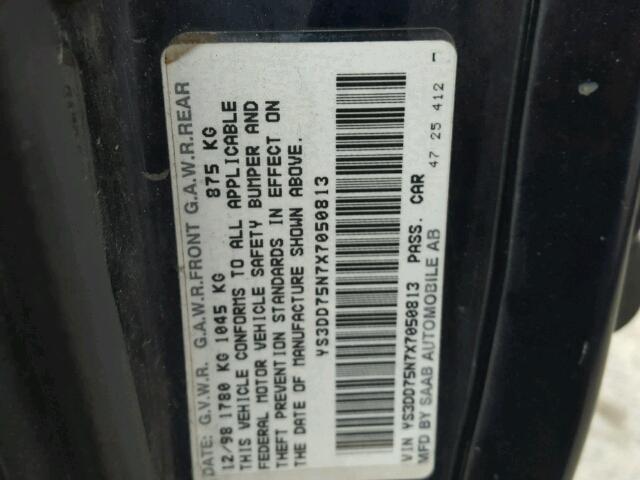 DATE: G.V.W.R. G.A.W.R.FRONT G.A.W.R.REAR
12/98 1780 KG 1045 KG 875 KG
THIS VEHICLE CONFORMS TO ALL APPLICABLE
FEDERAL MOTOR VEHICLE SAFETY BUMPER AND
THEFT PREVENTION STANDARDS IN EFFECT ON
THE DATE OF MANUFACTURE SHOWN ABOVE.
YS3DD75N7X7050813
VIN YS3DD75N7X7050813 PASS. CAR
MFD BY SAAB AUTOMOBILE AB
47 25 412